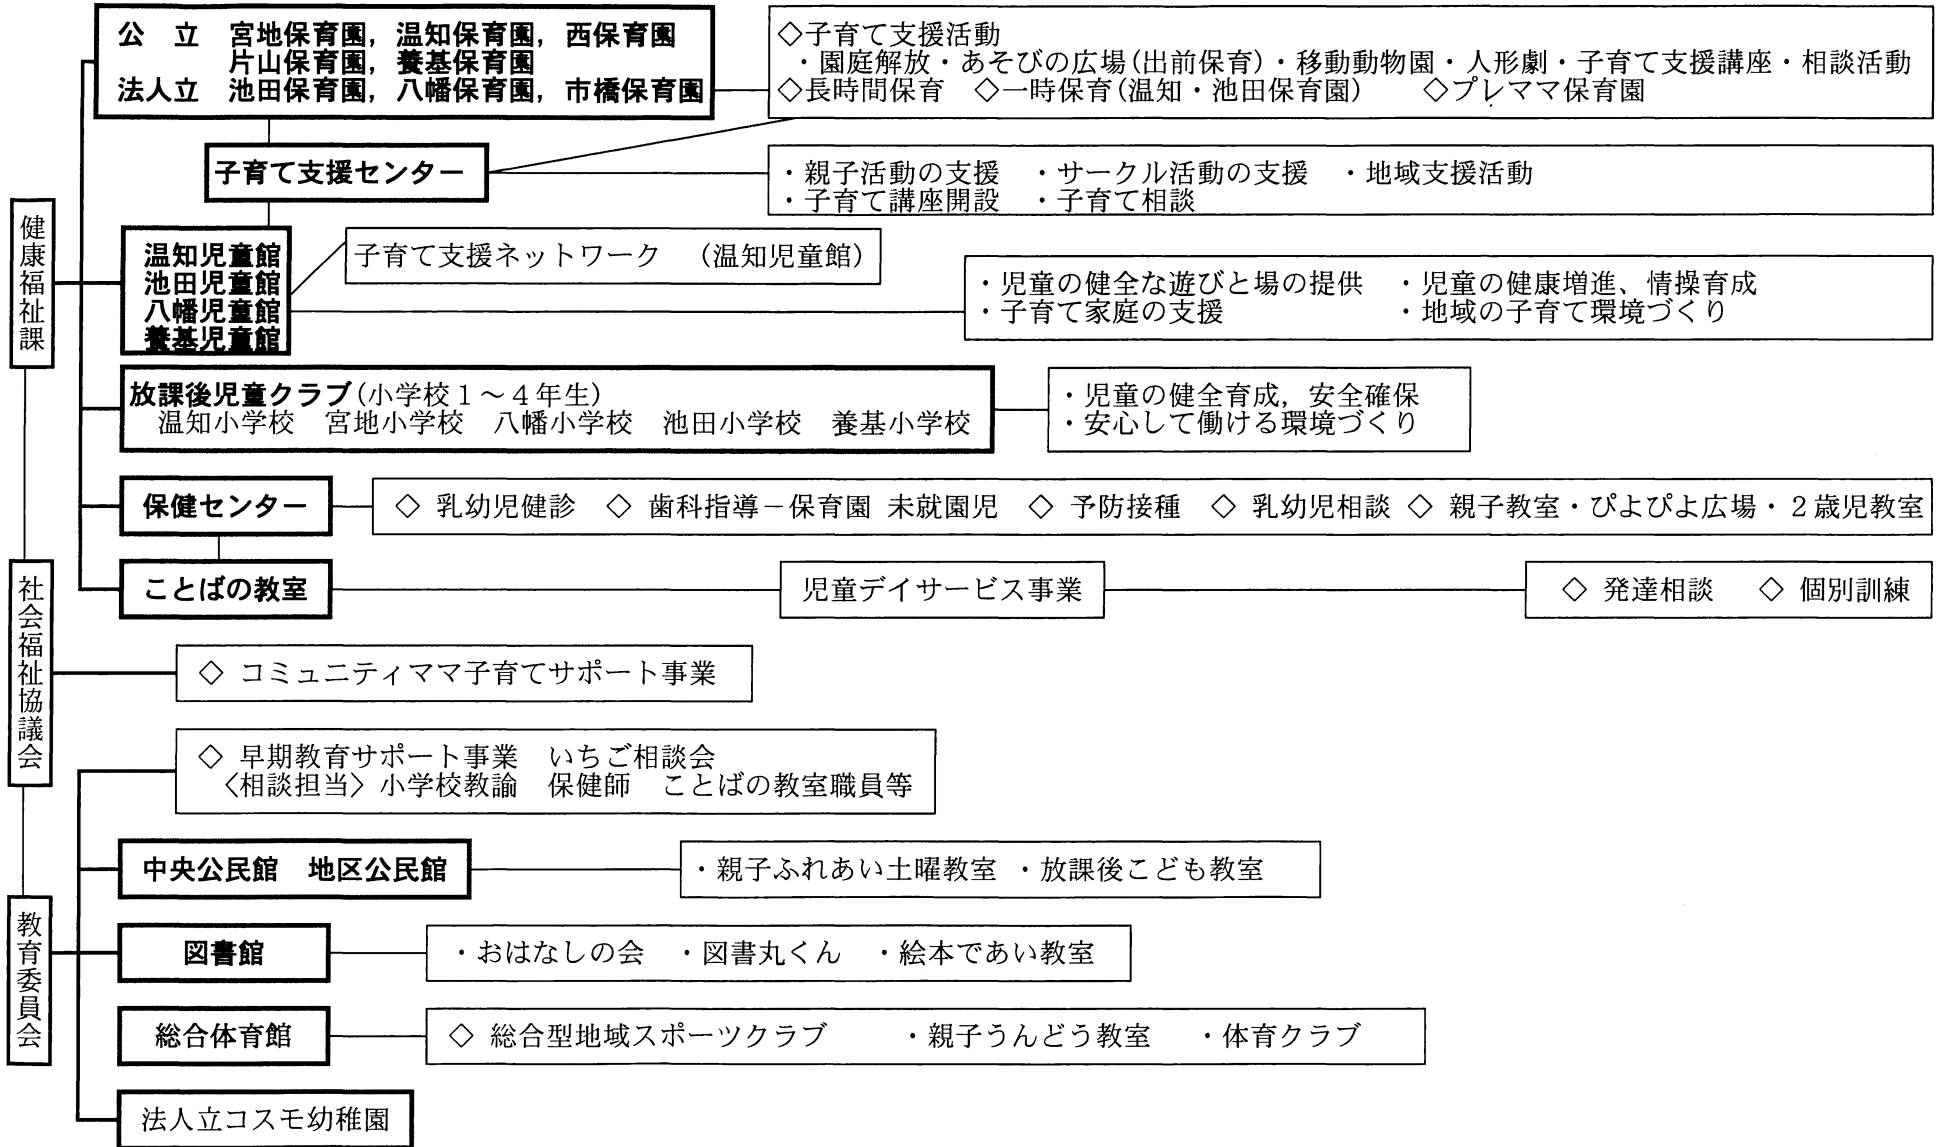 公　立　宮地保育園，温知保育園，西保育園
片山保育園，養基保育園
法人立　池田保育園，八幡保育園，市橋保育園
◇子育て支援活動
・園庭解放・あそびの広場(出前保育)・移動動物園・人形劇・子育て支援講座・相談活動
◇長時間保育　◇一時保育(温知・池田保育園)　◇プレママ保育園
子育て支援センター
・親子活動の支援　・サークル活動の支援　・地域支援活動
・子育て講座開設　・子育て相談
健康福祉課
温知児童館
池田児童館
八幡児童館
養基児童館
子育て支援ネットワーク　（温知児童館）
・児童の健全な遊びと場の提供　・児童の健康増進、情操育成
・子育て家庭の支援　・地域の子育て環境づくり
放課後児童クラブ(小学校１～４年生)
温知小学校　宮地小学校　八幡小学校　池田小学校　養基小学校
・児童の健全育成，安全確保
・安心して働ける環境づくり
保健センター
◇ 乳幼児健診　◇ 歯科指導－保育園 未就園児　◇ 予防接種　◇ 乳幼児相談 ◇ 親子教室・ぴよぴよ広場・２歳児教室
ことばの教室
児童デイサービス事業
◇ 発達相談　◇ 個別訓練
社会福祉協議会
◇ コミュニティママ子育てサポート事業
◇ 早期教育サポート事業　いちご相談会
〈相談担当〉小学校教諭　保健師　ことばの教室職員等
中央公民館　地区公民館
・親子ふれあい土曜教室 ・放課後こども教室
教育委員会
図書館
・おはなしの会　・図書丸くん　・絵本であい教室
総合体育館
◇ 総合型地域スポーツクラブ　・親子うんどう教室　・体育クラブ
法人立コスモ幼稚園